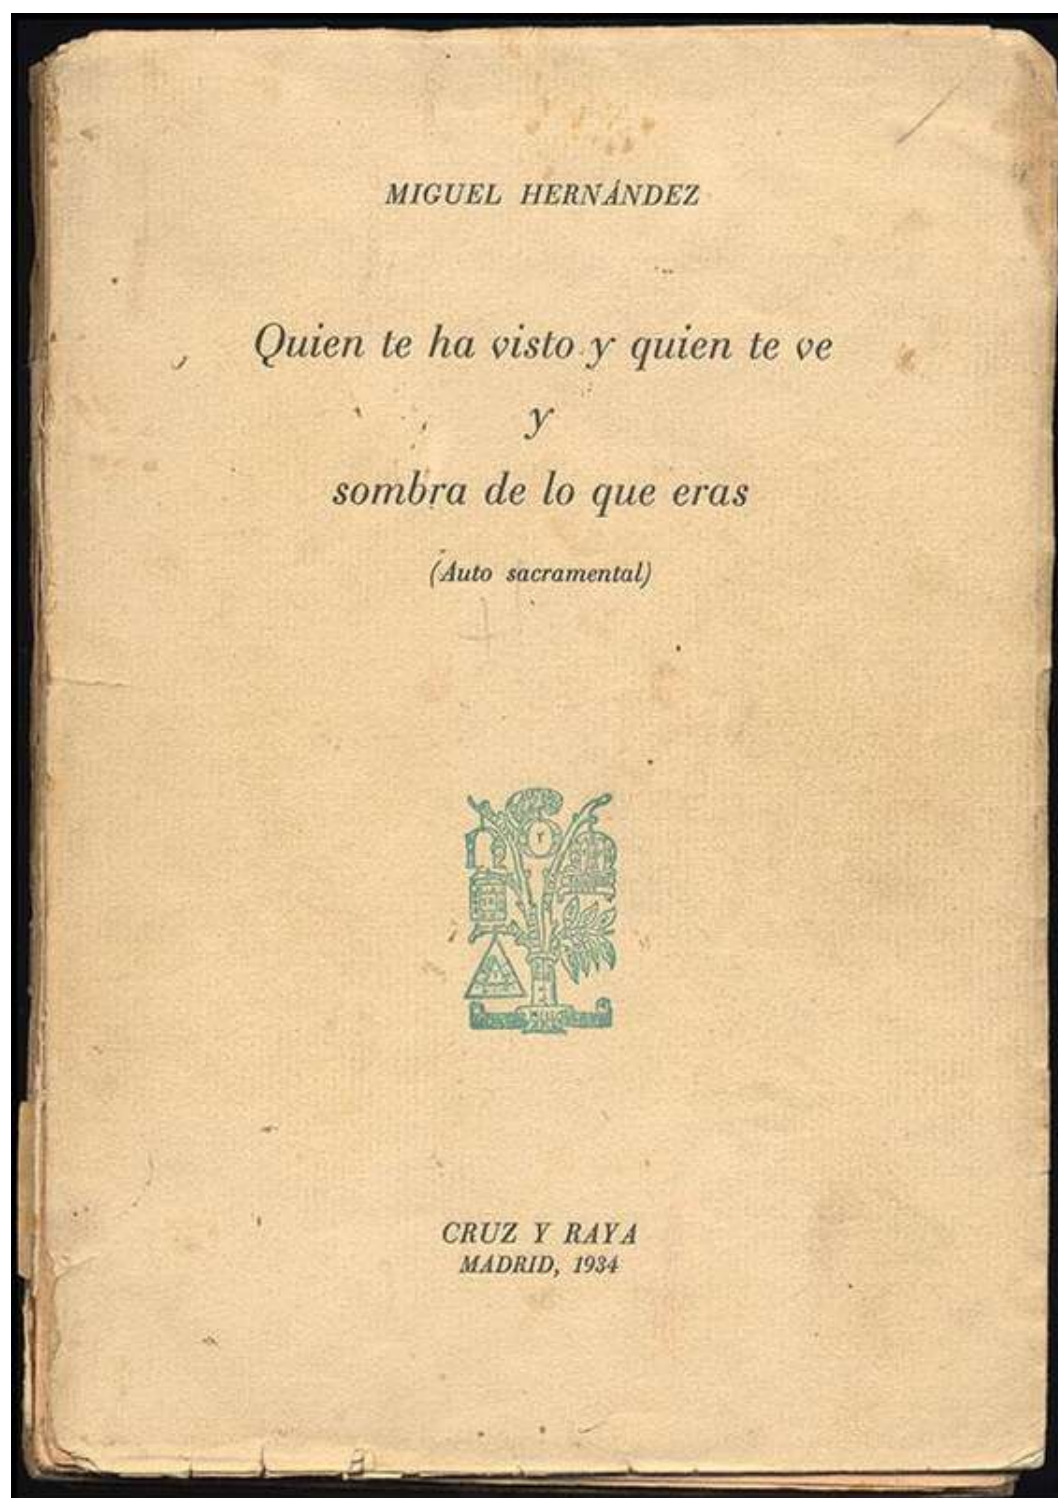 MIGUEL HERNÁNDEZ
Quien te ha visto y quien te ve
y
sombra de lo que eras
(Auto sacramental)
CRUZ Y RAYA
MADRID, 1934